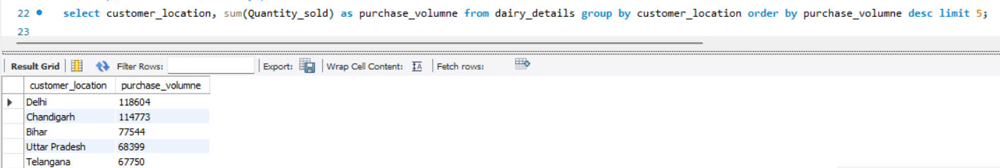 22 select customer_location, sum(Quantity_sold) as purchase_volumne from dairy_details group by customer_location order by purchase_volumne desc limit 5;
23
Result Grid Filter Rows: Export: Wrap Cell Content: IA Fetch rows:
customer_location purchase_volumne
Delhi 118604
Chandigarh 114773
Bihar 77544
Uttar Pradesh 68399
Telangana 67750